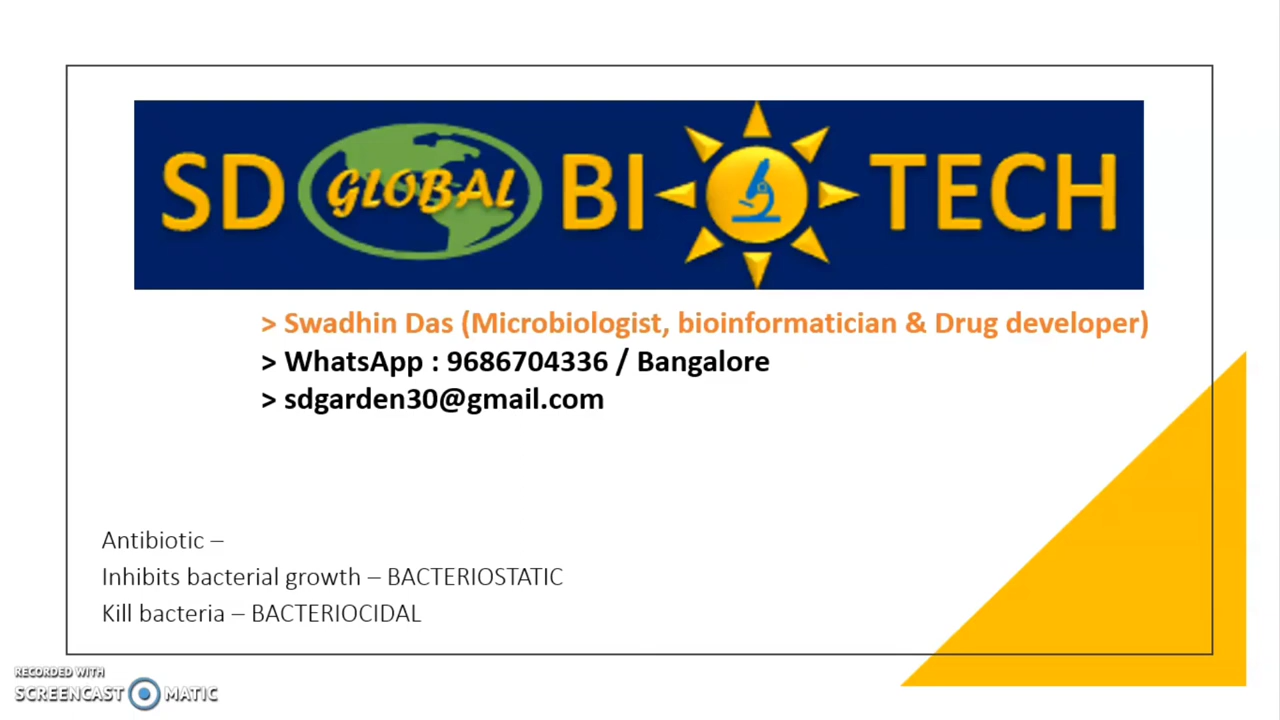 SD GLOBAL BI TECH
> Swadhin Das (Microbiologist, bioinformatician & Drug developer)
> WhatsApp : 9686704336 / Bangalore
> sdgarden30@gmail.com
Antibiotic –
Inhibits bacterial growth – BACTERIOSTATIC
Kill bacteria – BACTERIOCIDAL
RECORDED WITH
SCREENCAST MATIC